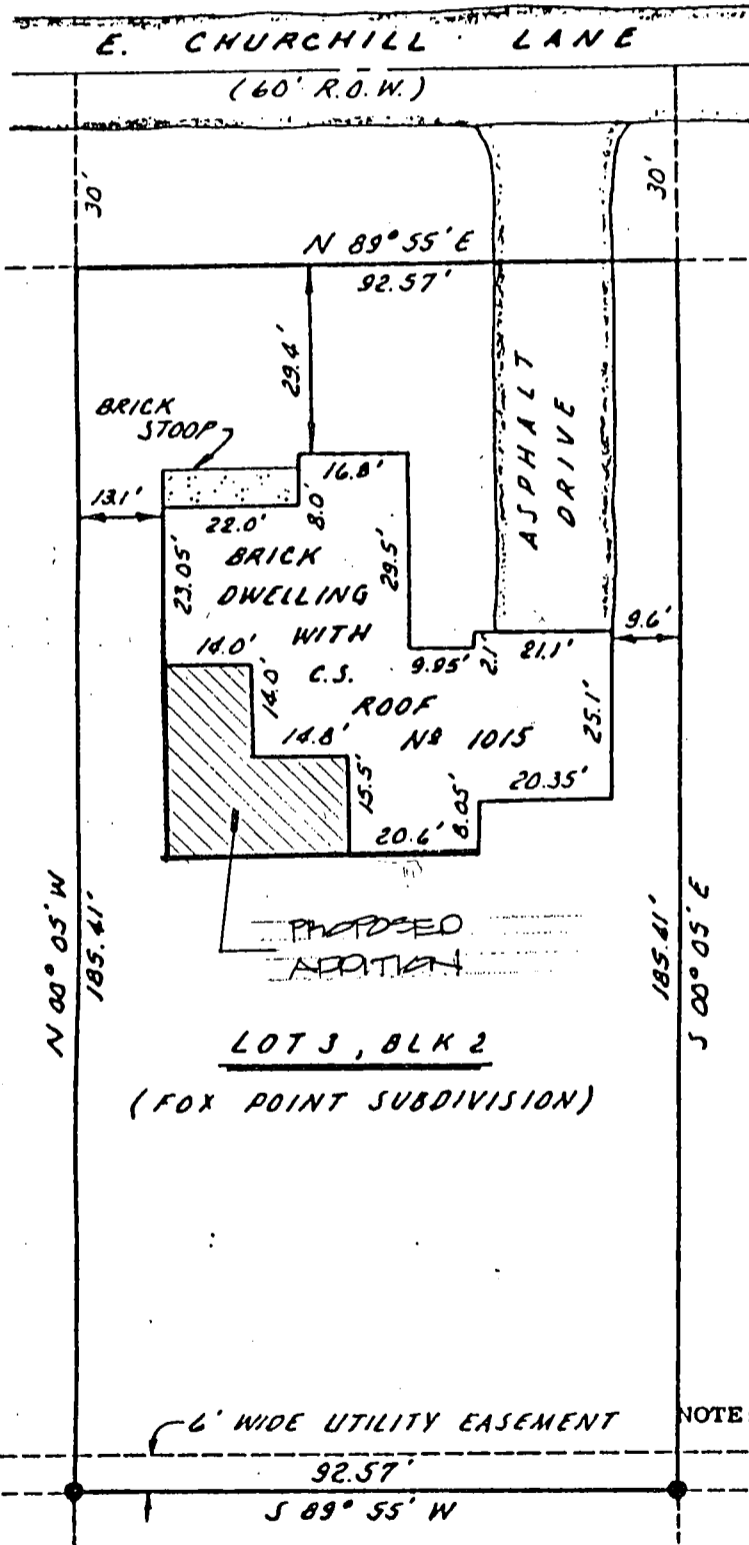 E. CHURCHILL LANE
(60' R.O.W.)
30'
30'
N 89° 55' E
92.57'
29.4'
BRICK
STOOP
ASPHALT
DRIVE
16.8'
13.1'
22.0'
8.0'
23.05'
29.5'
BRICK
DWELLING
WITH
C.S.
ROOF
Nº 1015
14.0'
14.0'
9.95'
2.1'
21.1'
9.6'
14.8'
15.5'
25.1'
20.35'
8.05'
20.6'
PROPOSED
ADDITION
N 00° 05' W
185.41'
185.41'
S 00° 05' E
LOT 3, BLK 2
(FOX POINT SUBDIVISION)
6' WIDE UTILITY EASEMENT
NOTE:
92.57'
S 89° 55' W